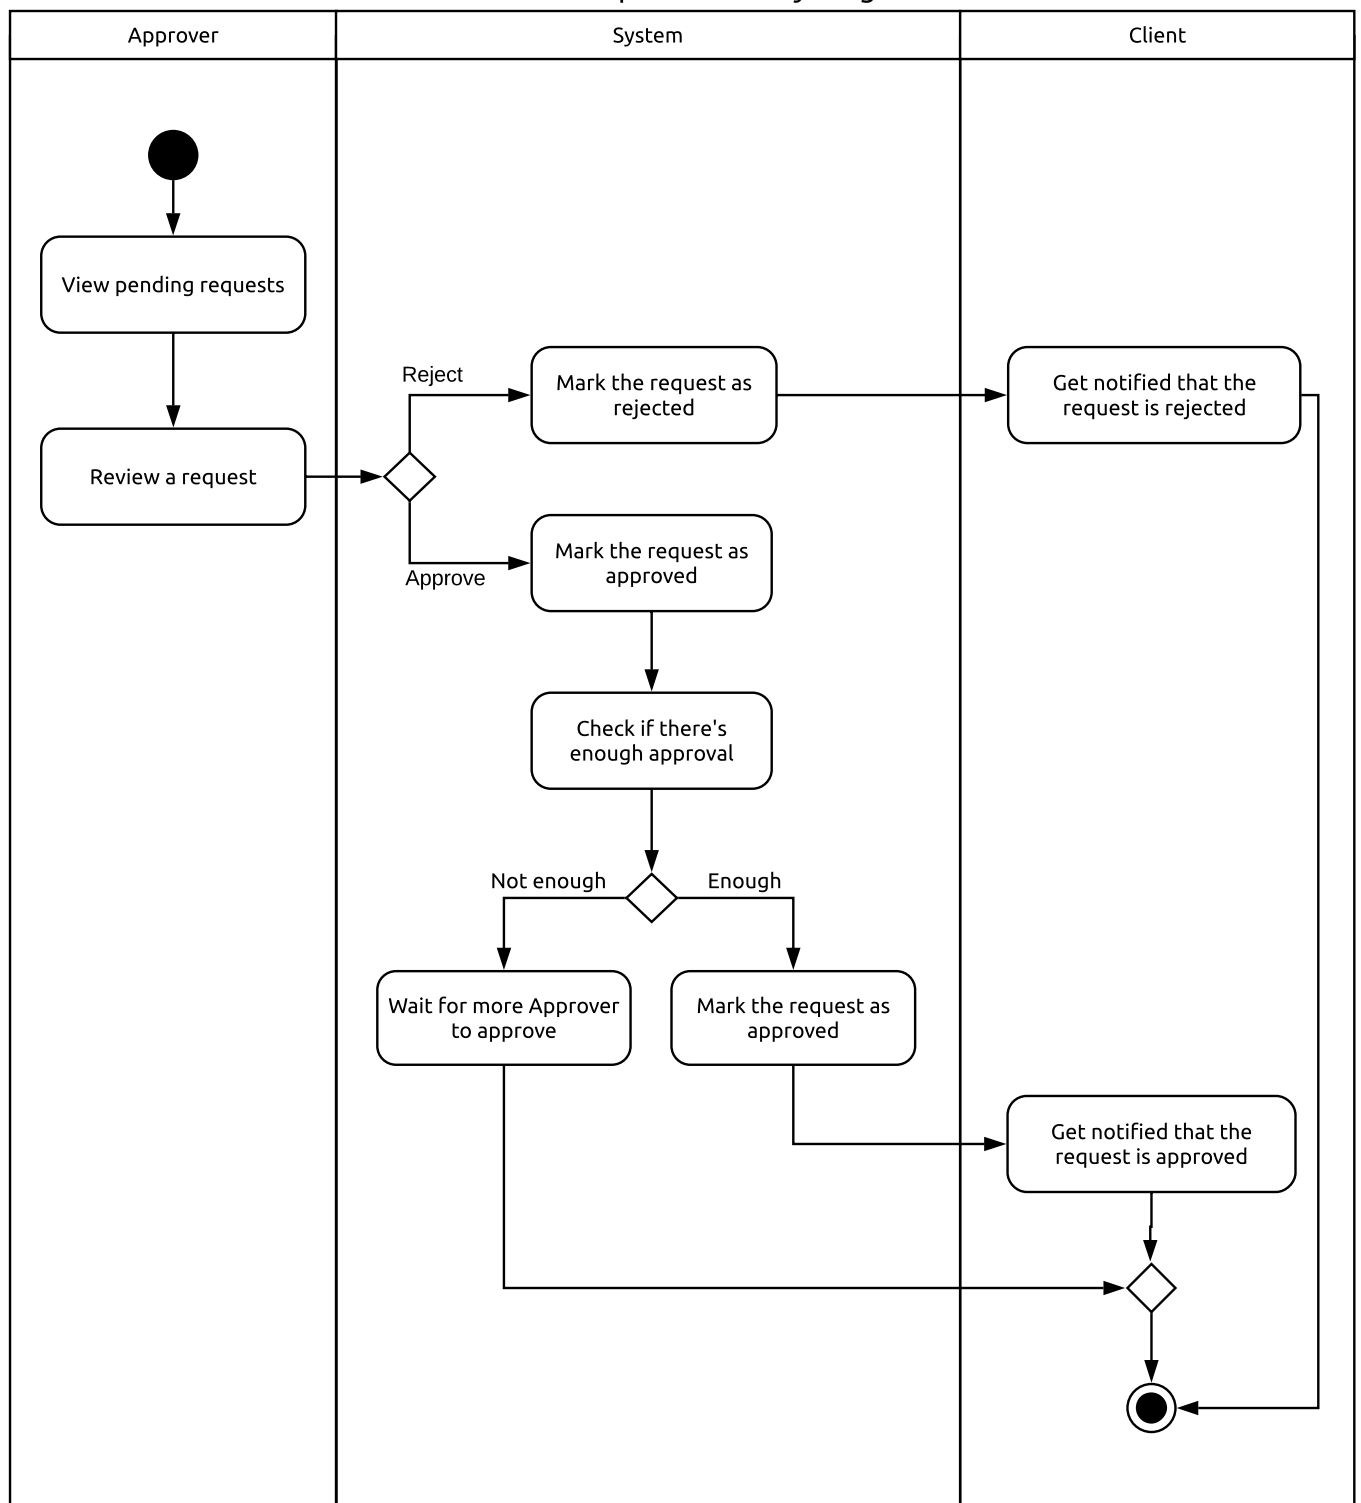 Approver
System
Client
View pending requests
Reject
Mark the request as
rejected
Get notified that the
request is rejected
Review a request
Approve
Mark the request as
approved
Check if there's
enough approval
Not enough
Enough
Wait for more Approver
to approve
Mark the request as
approved
Get notified that the
request is approved